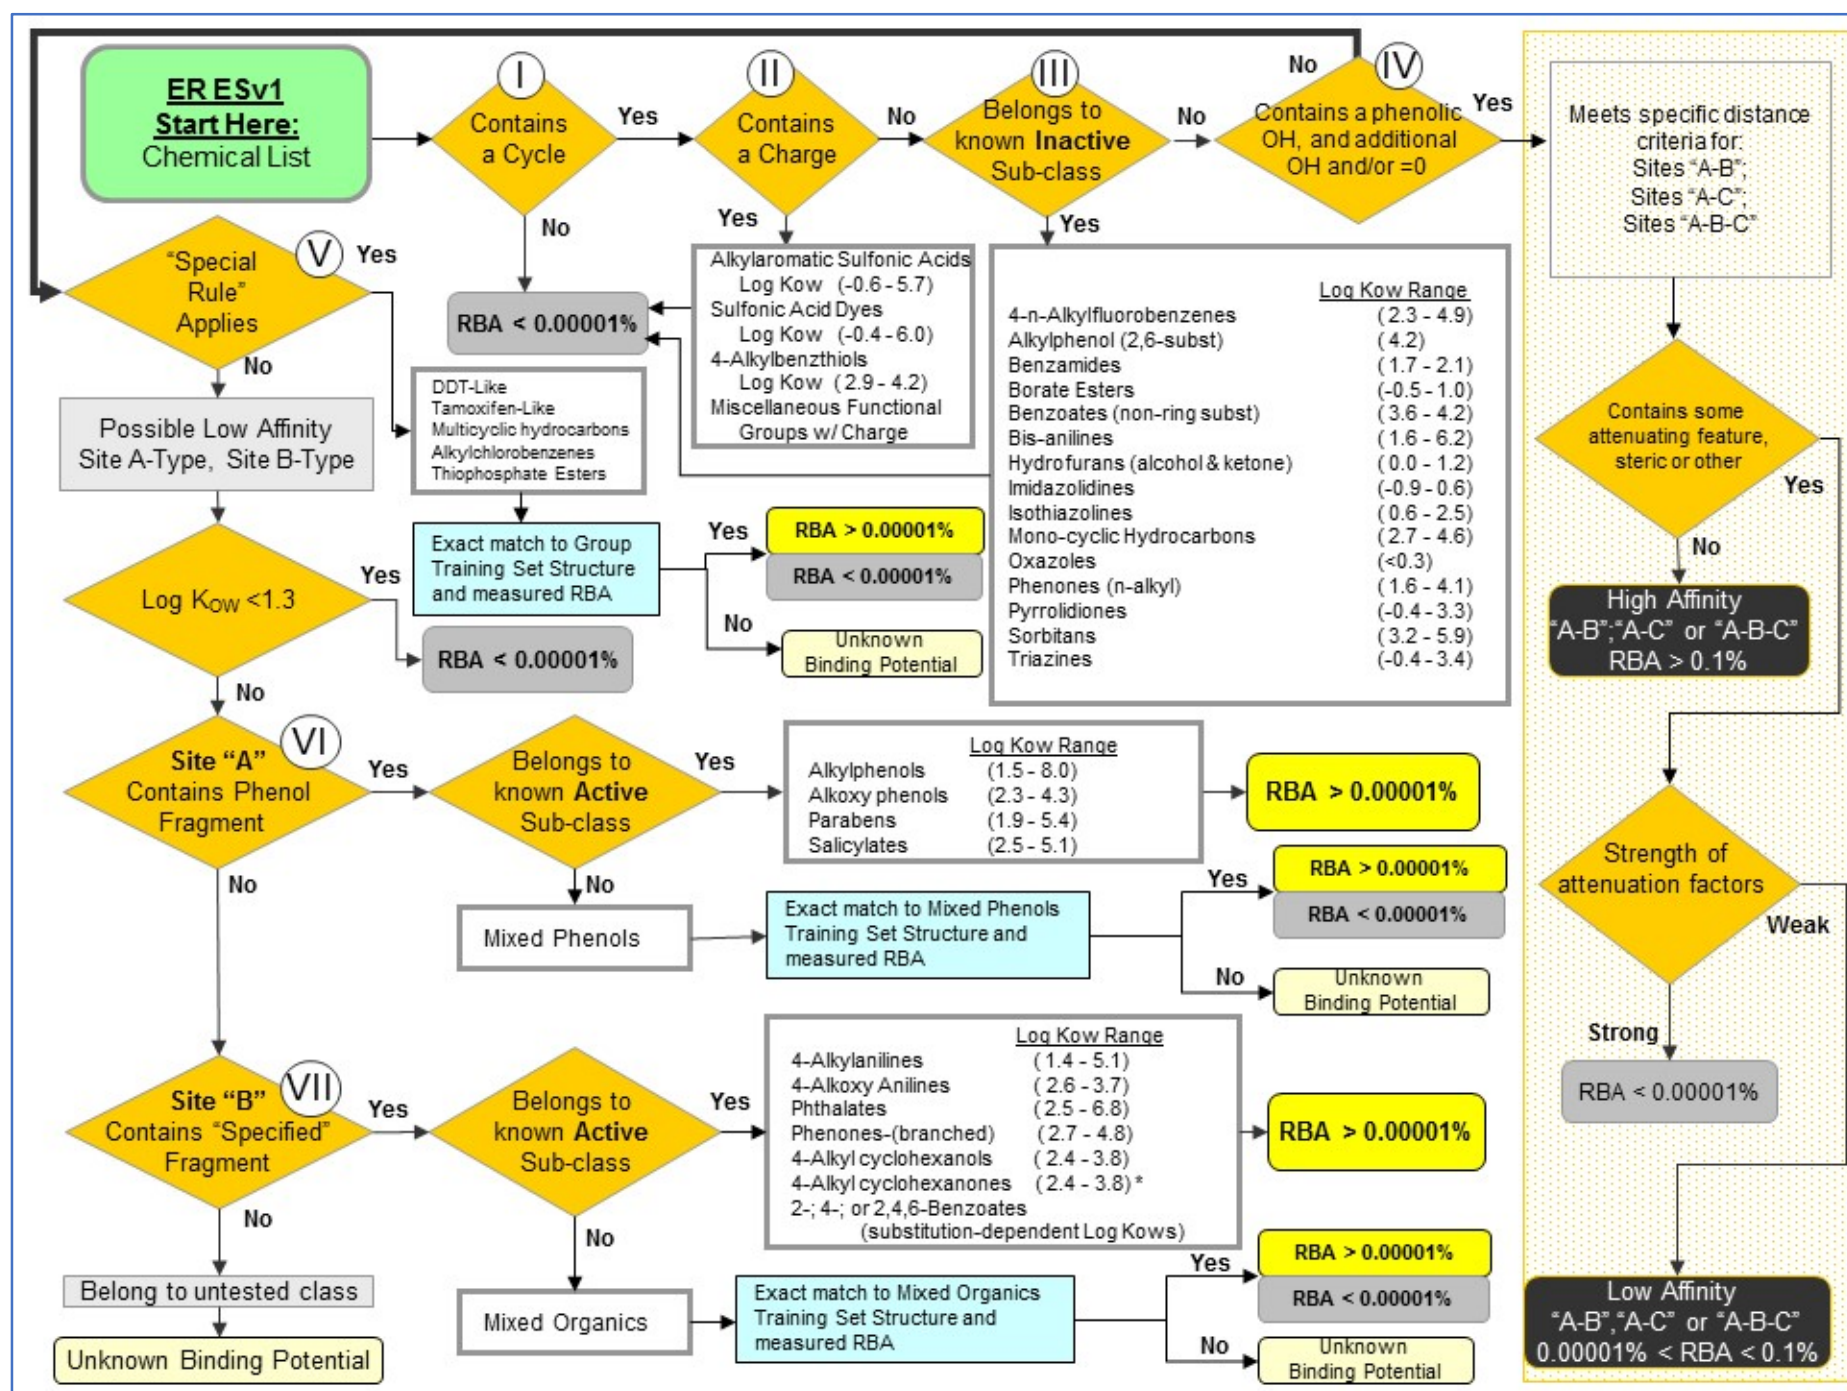 ER ESv1
Start Here:
Chemical List
I
Contains
a Cycle
Yes
No
II
Contains
a Charge
No
Yes
III
Belongs to
known Inactive
Sub-class
No
Yes
IV
No
Contains a phenolic
OH, and additional
OH and/or =0
Yes
Meets specific distance
criteria for:
Sites "A-B";
Sites "A-C";
Sites "A-B-C"
V
"Special
Rule"
Applies
Yes
No
RBA < 0.00001%
Alkylaromatic Sulfonic Acids
Log Kow (-0.6 - 5.7)
Sulfonic Acid Dyes
Log Kow (-0.4 - 6.0)
4-Alkylbenzthiols
Log Kow (2.9 - 4.2)
Miscellaneous Functional
Groups w/ Charge
Log Kow Range
4-n-Alkylfluorobenzenes (2.3 - 4.9)
Alkylphenol (2,6-subst) (4.2)
Benzamides (1.7 - 2.1)
Borate Esters (-0.5 - 1.0)
Benzoates (non-ring subst) (3.6 - 4.2)
Bis-anilines (1.6 - 6.2)
Hydrofurans (alcohol & ketone) (0.0 - 1.2)
Imidazolidines (-0.9 - 0.6)
Isothiazolines (0.6 - 2.5)
Mono-cyclic Hydrocarbons (2.7 - 4.6)
Oxazoles (<0.3)
Phenones (n-alkyl) (1.6 - 4.1)
Pyrrolidiones (-0.4 - 3.3)
Sorbitans (3.2 - 5.9)
Triazines (-0.4 - 3.4)
Possible Low Affinity
Site A-Type, Site B-Type
DDT-Like
Tamoxifen-Like
Multicyclic hydrocarbons
Alkylchlorobenzenes
Thiophosphate Esters
Exact match to Group
Training Set Structure
and measured RBA
Yes
RBA > 0.00001%
RBA < 0.00001%
No
Unknown
Binding Potential
Log KOW <1.3
Yes
RBA < 0.00001%
No
Contains some
attenuating feature,
steric or other
Yes
No
High Affinity
"A-B";"A-C" or "A-B-C"
RBA > 0.1%
VI
Site "A"
Contains Phenol
Fragment
Yes
No
Belongs to
known Active
Sub-class
Yes
No
Log Kow Range
Alkylphenols (1.5 - 8.0)
Alkoxy phenols (2.3 - 4.3)
Parabens (1.9 - 5.4)
Salicylates (2.5 - 5.1)
RBA > 0.00001%
Mixed Phenols
Exact match to Mixed Phenols
Training Set Structure and
measured RBA
Yes
RBA > 0.00001%
RBA < 0.00001%
No
Unknown
Binding Potential
Strength of
attenuation factors
Weak
Strong
RBA < 0.00001%
VII
Site "B"
Contains "Specified"
Fragment
Yes
No
Belongs to
known Active
Sub-class
Yes
No
Log Kow Range
4-Alkylanilines (1.4 - 5.1)
4-Alkoxy Anilines (2.6 - 3.7)
Phthalates (2.5 - 6.8)
Phenones-(branched) (2.7 - 4.8)
4-Alkyl cyclohexanols (2.4 - 3.8)
4-Alkyl cyclohexanones (2.4 - 3.8) *
2-; 4-; or 2,4,6-Benzoates
(substitution-dependent Log Kows)
RBA > 0.00001%
Belong to untested class
Unknown Binding Potential
Mixed Organics
Exact match to Mixed Organics
Training Set Structure and
measured RBA
Yes
RBA > 0.00001%
RBA < 0.00001%
No
Unknown
Binding Potential
Low Affinity
"A-B","A-C" or "A-B-C"
0.00001% < RBA < 0.1%